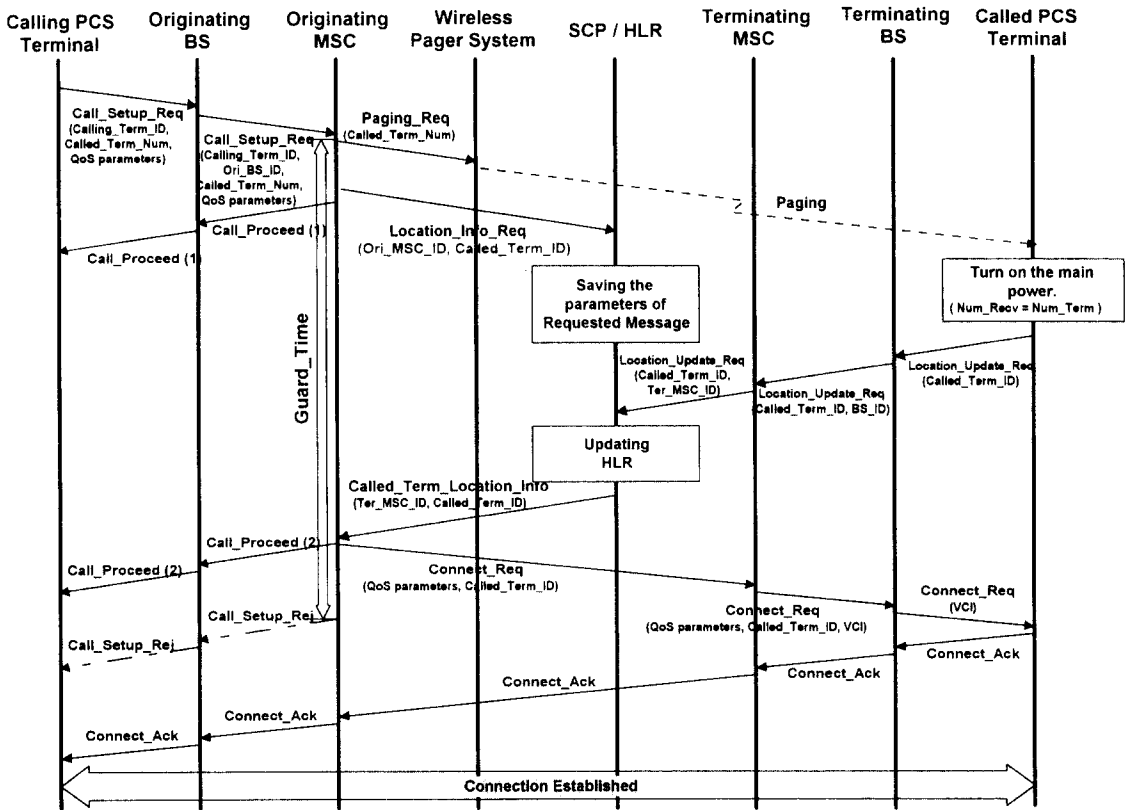 Calling PCS
Terminal
Originating
BS
Originating
MSC
Wireless
Pager System
SCP / HLR
Terminating
MSC
Terminating
BS
Called PCS
Terminal
Call_Setup_Req
(Calling_Term_ID,
Called_Term_Num,
QoS parameters)
Call_Setup_Req
(Calling_Term_ID,
Ori_BS_ID,
Called_Term_Num,
QoS parameters)
Paging_Req
(Called_Term_Num)
Paging
Call_Proceed (1)
Call_Proceed (1)
Location_Info_Req
(Ori_MSC_ID, Called_Term_ID)
Guard_Time
Saving the
parameters of
Requested Message
Turn on the main
power.
( Num_Recv = Num_Term )
Location_Update_Req
(Called_Term_ID,
Ter_MSC_ID)
Location_Update_Req
(Called_Term_ID, BS_ID)
Location_Update_Req
(Called_Term_ID)
Updating
HLR
Called_Term_Location_Info
(Ter_MSC_ID, Called_Term_ID)
Call_Proceed (2)
Call_Proceed (2)
Connect_Req
(QoS parameters, Called_Term_ID)
Connect_Req
(QoS parameters, Called_Term_ID, VCI)
Connect_Req
(VCI)
Call_Setup_Rej
Call_Setup_Rej
Connect_Ack
Connect_Ack
Connect_Ack
Connect_Ack
Connect_Ack
Connection Established